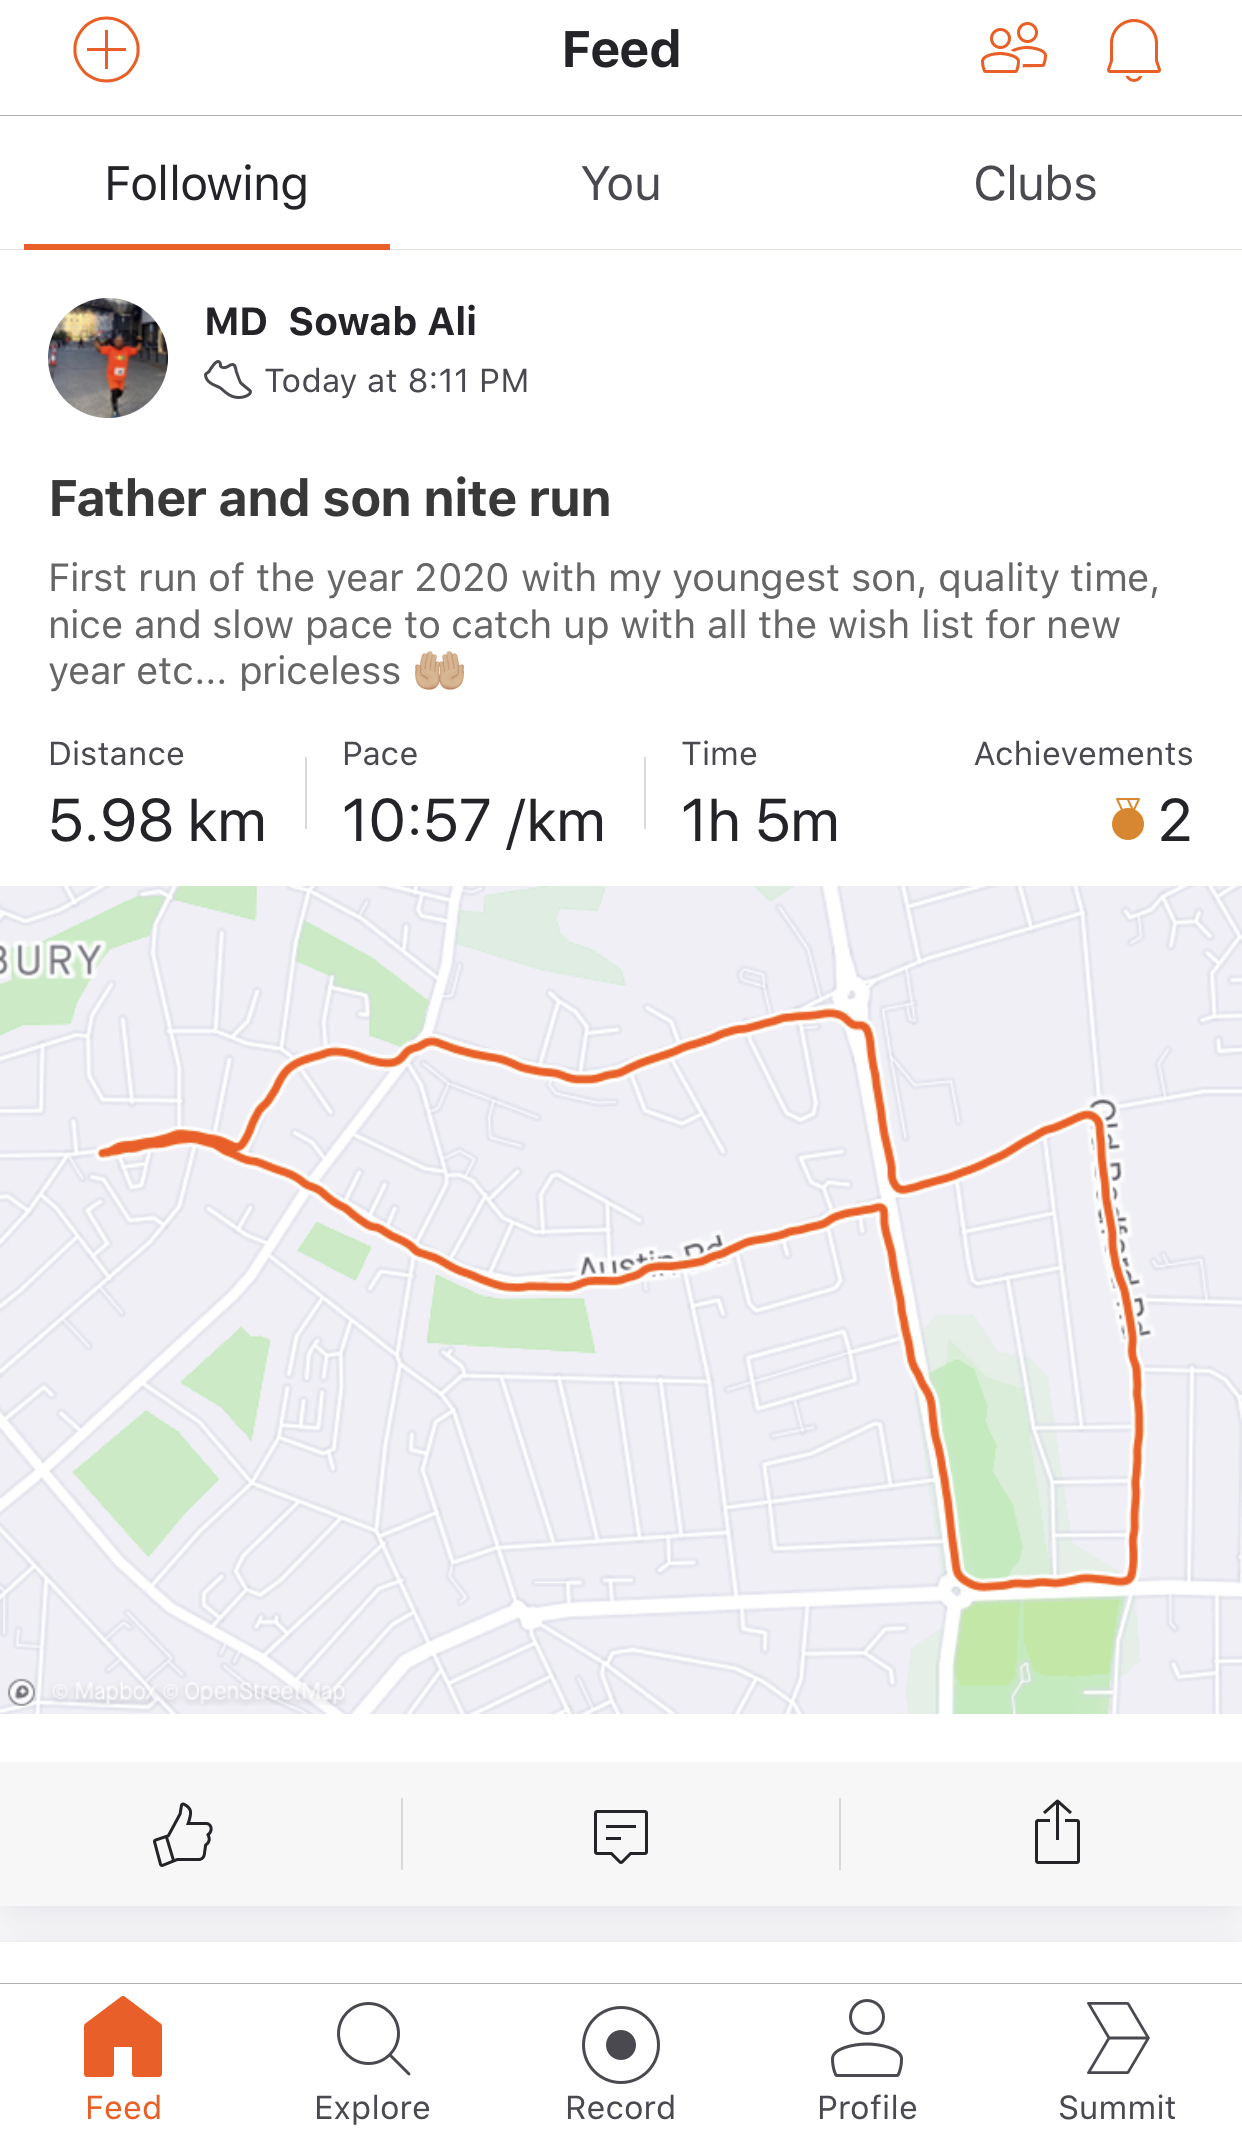 Feed
Following You Clubs
MD Sowab Ali
Today at 8:11 PM
Father and son nite run
First run of the year 2020 with my youngest son, quality time,
nice and slow pace to catch up with all the wish list for new
year etc... priceless 🤲🏼
Distance Pace Time Achievements
5.98 km 10:57 /km 1h 5m 2
BURY
Old Bedford Rd
Austin Rd
© Mapbox © OpenStreetMap
Feed Explore Record Profile Summit